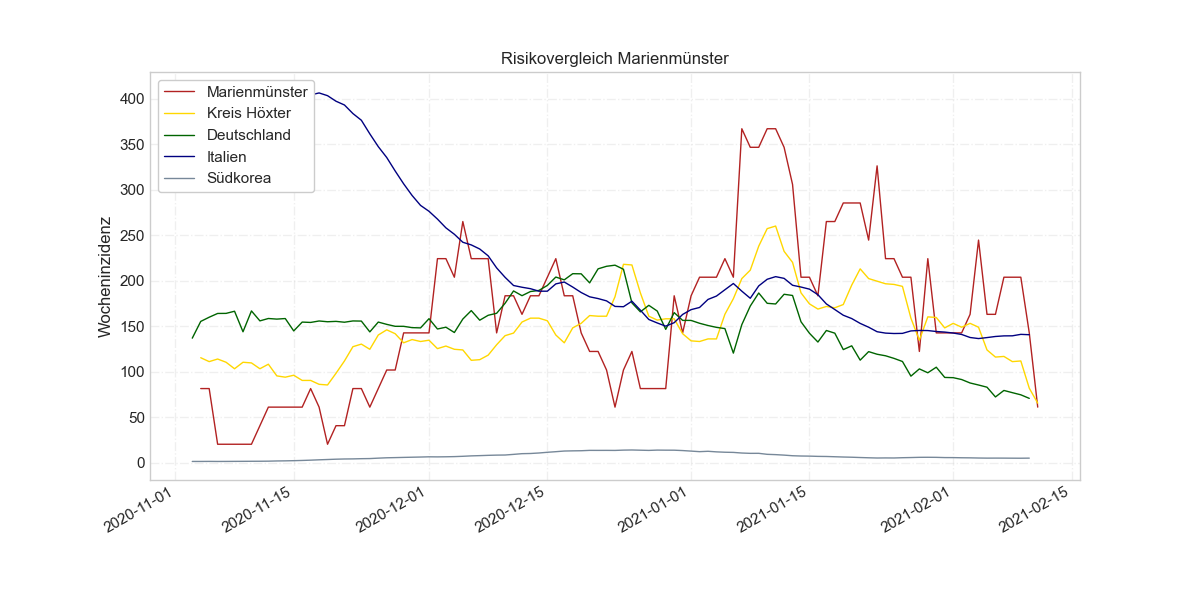 Risikovergleich Marienmünster
Marienmünster
Kreis Höxter
Deutschland
Italien
Südkorea
Wocheninzidenz
400
350
300
250
200
150
100
50
0
2020-11-01
2020-11-15
2020-12-01
2020-12-15
2021-01-01
2021-01-15
2021-02-01
2021-02-15